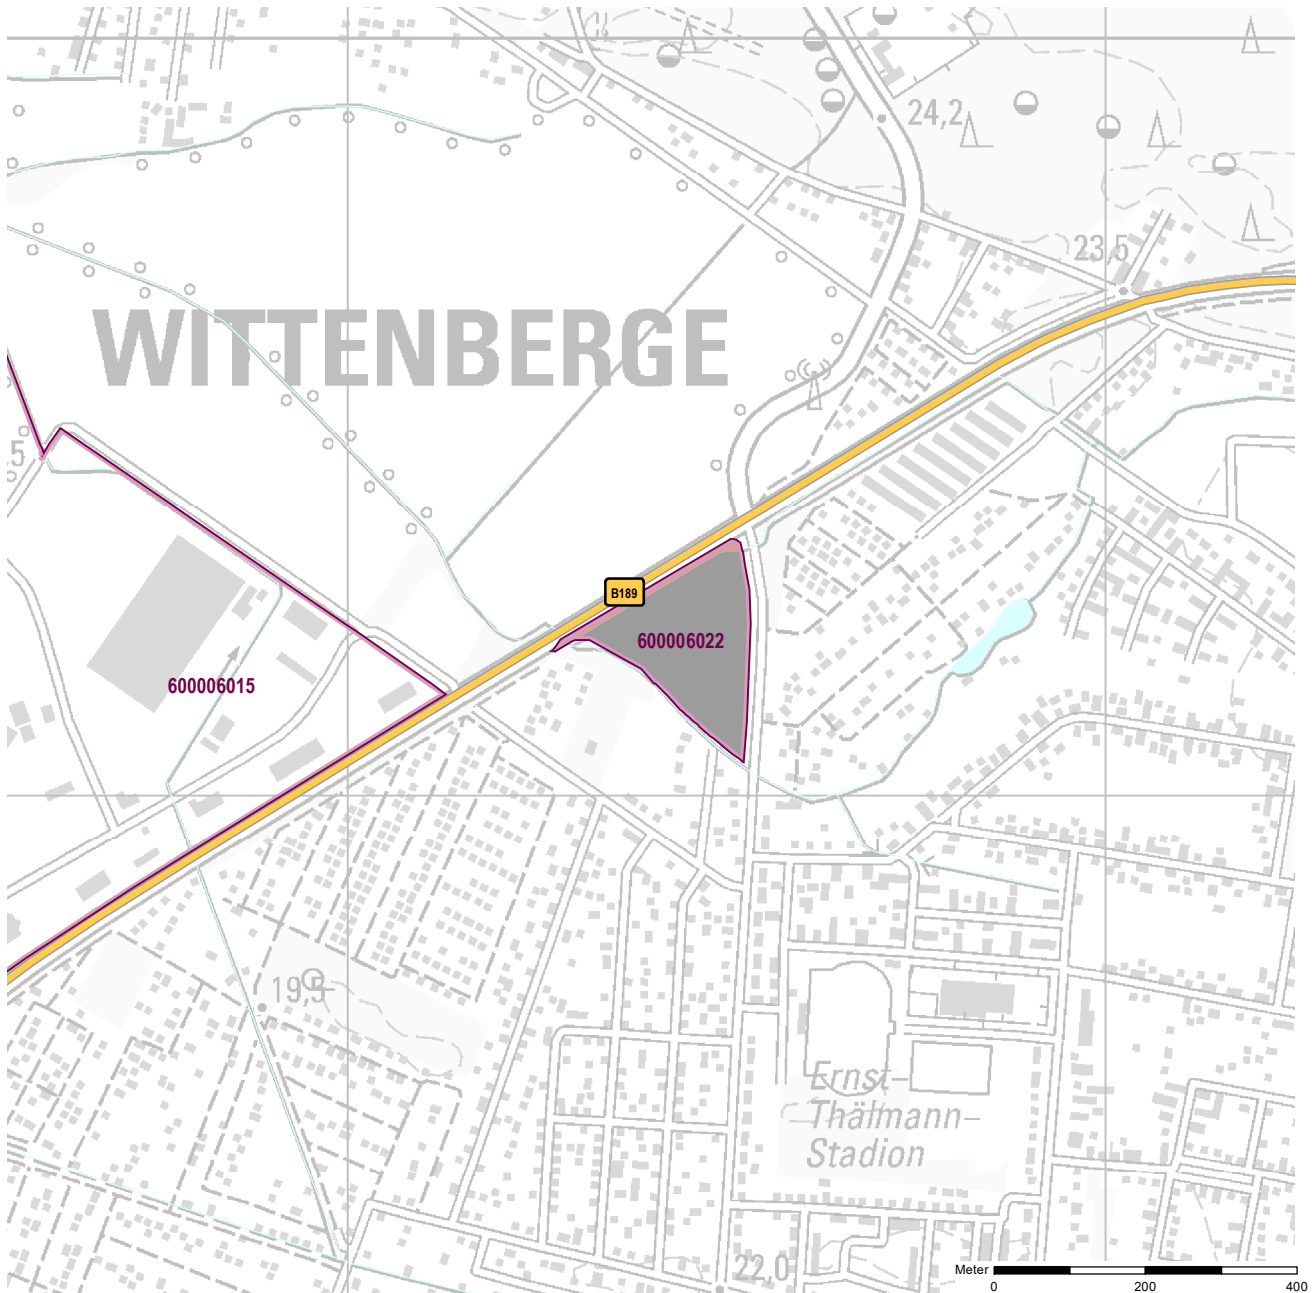 24,2
23,5
WITTENBERGE
5
B189
600006022
600006015
19,5
Ernst-
Thälmann-
Stadion
22,0
Meter
0 200 400